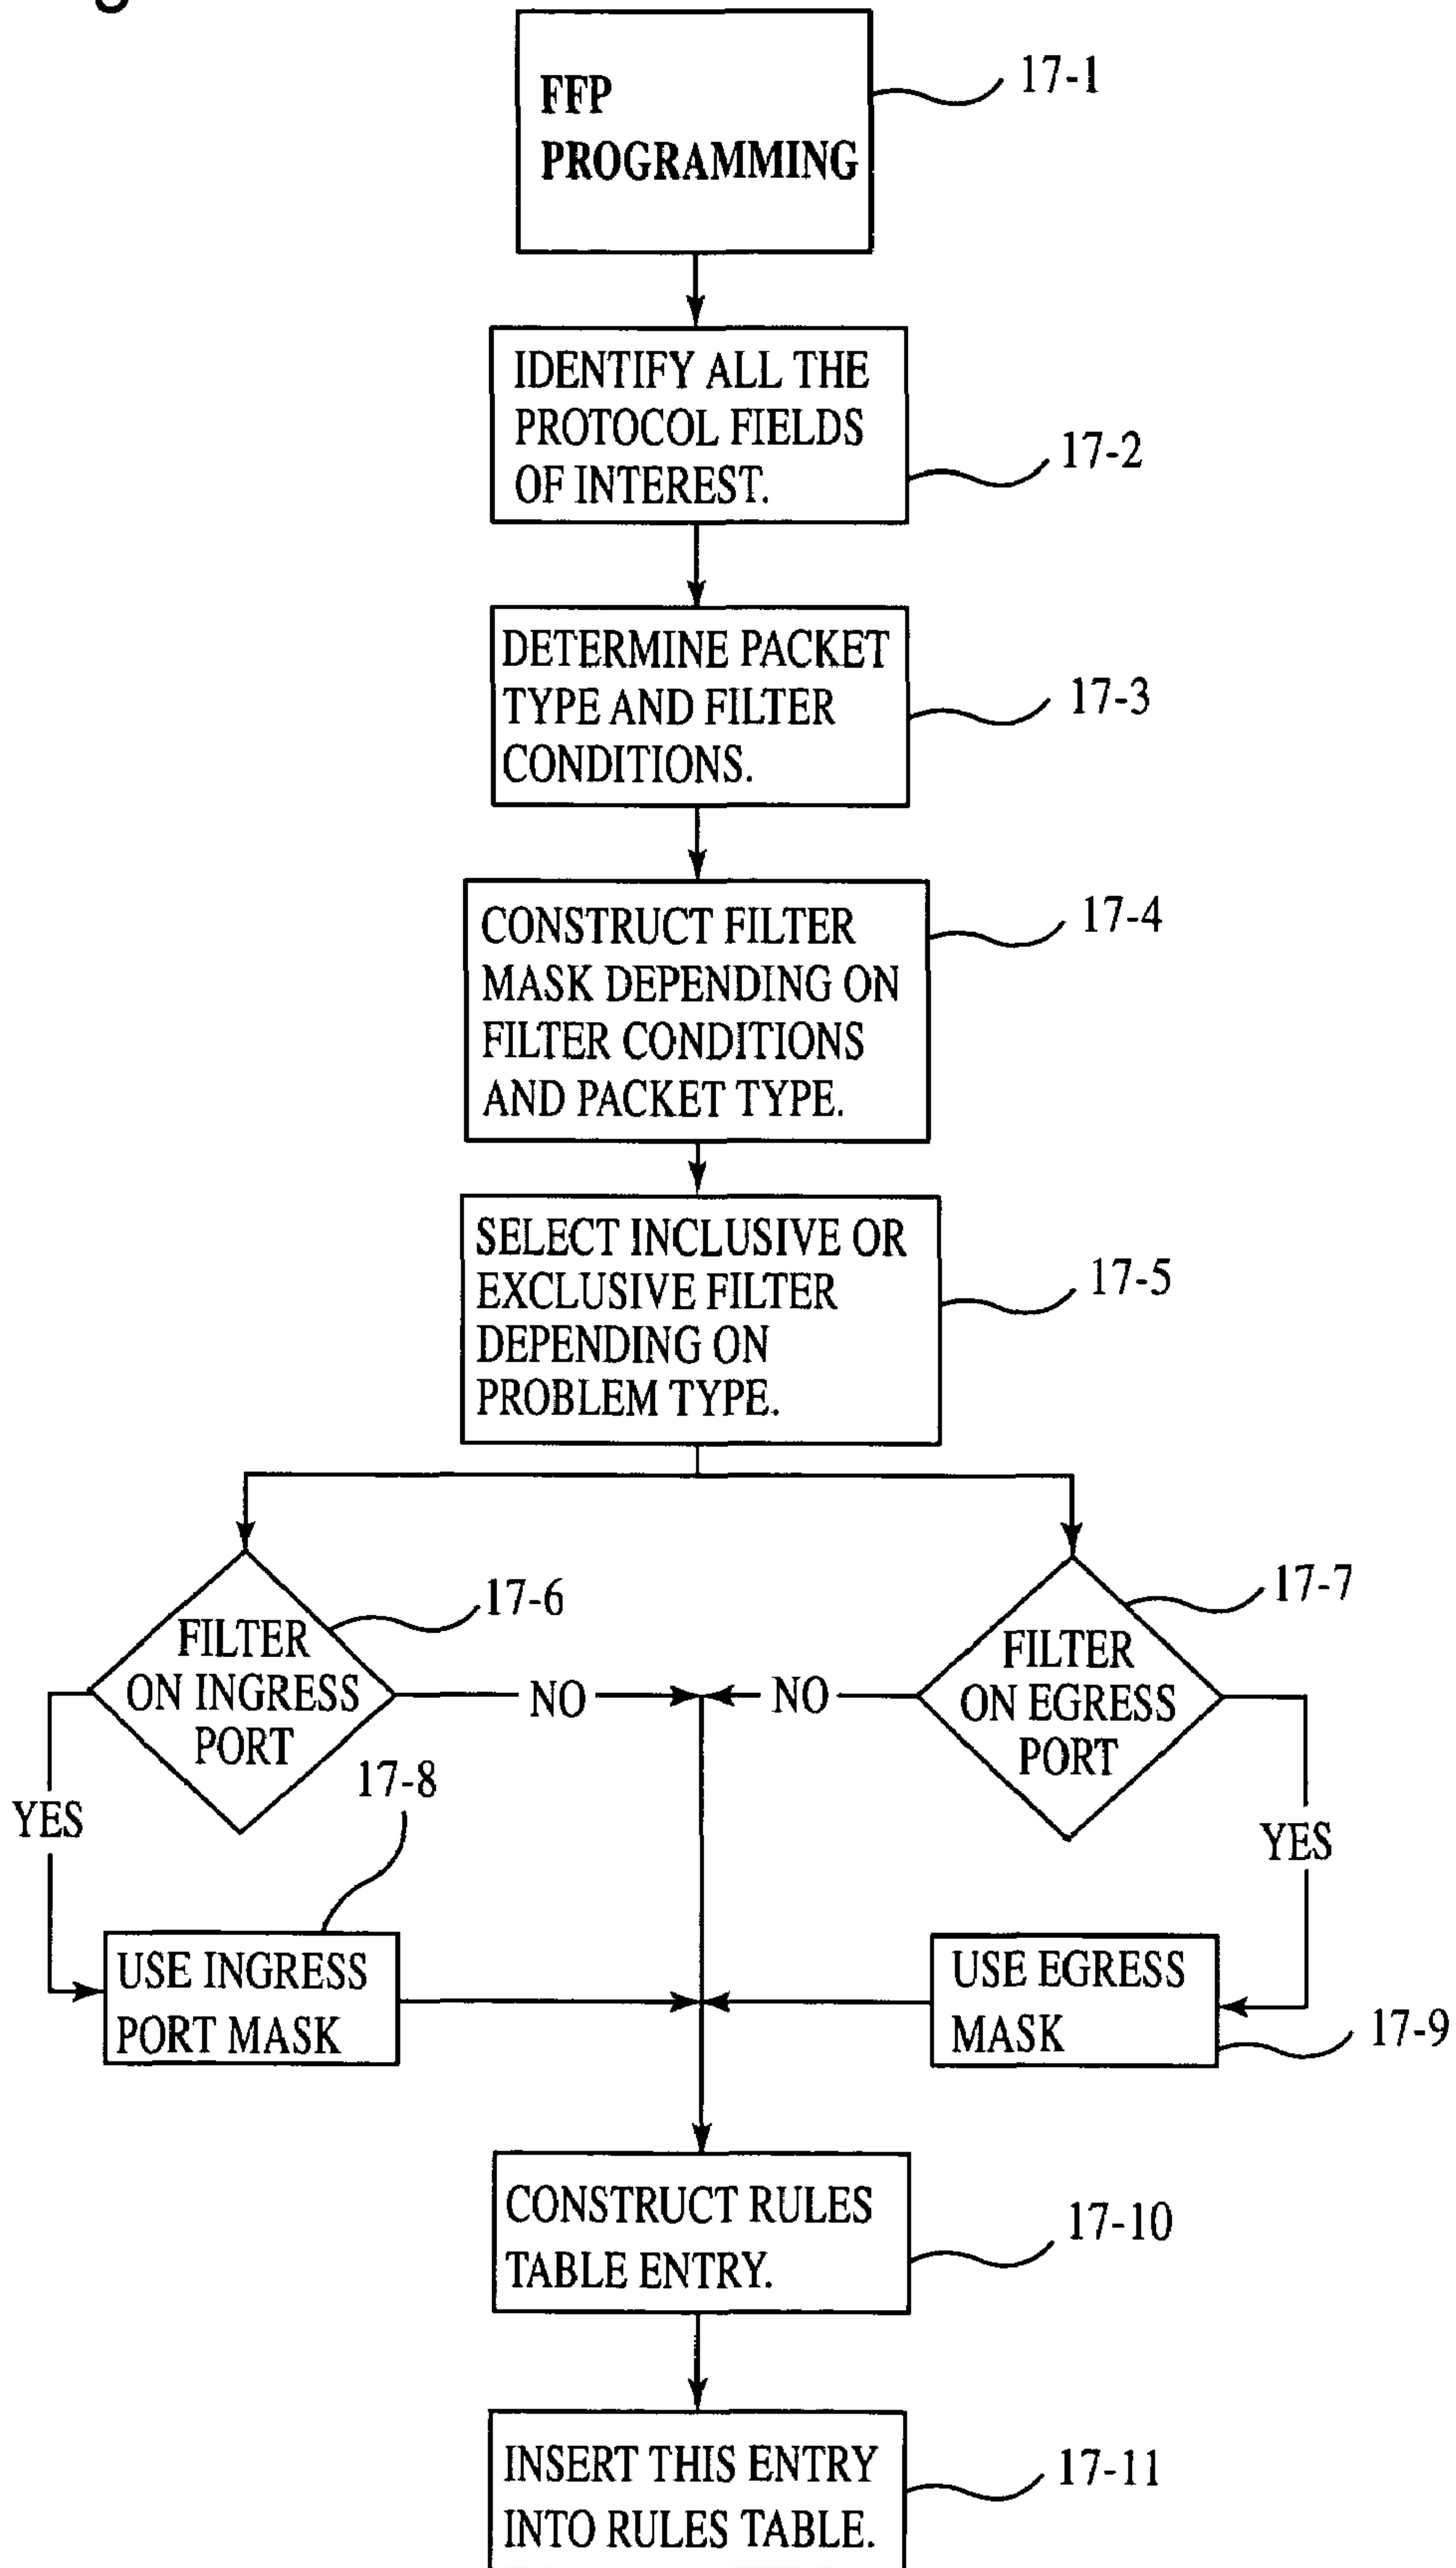 FFP
PROGRAMMING
17-1
IDENTIFY ALL THE
PROTOCOL FIELDS
OF INTEREST.
17-2
DETERMINE PACKET
TYPE AND FILTER
CONDITIONS.
17-3
CONSTRUCT FILTER
MASK DEPENDING ON
FILTER CONDITIONS
AND PACKET TYPE.
17-4
SELECT INCLUSIVE OR
EXCLUSIVE FILTER
DEPENDING ON
PROBLEM TYPE.
17-5
FILTER
ON INGRESS
PORT
17-6
NO
NO
FILTER
ON EGRESS
PORT
17-7
YES
17-8
YES
USE INGRESS
PORT MASK
USE EGRESS
MASK
17-9
CONSTRUCT RULES
TABLE ENTRY.
17-10
INSERT THIS ENTRY
INTO RULES TABLE.
17-11